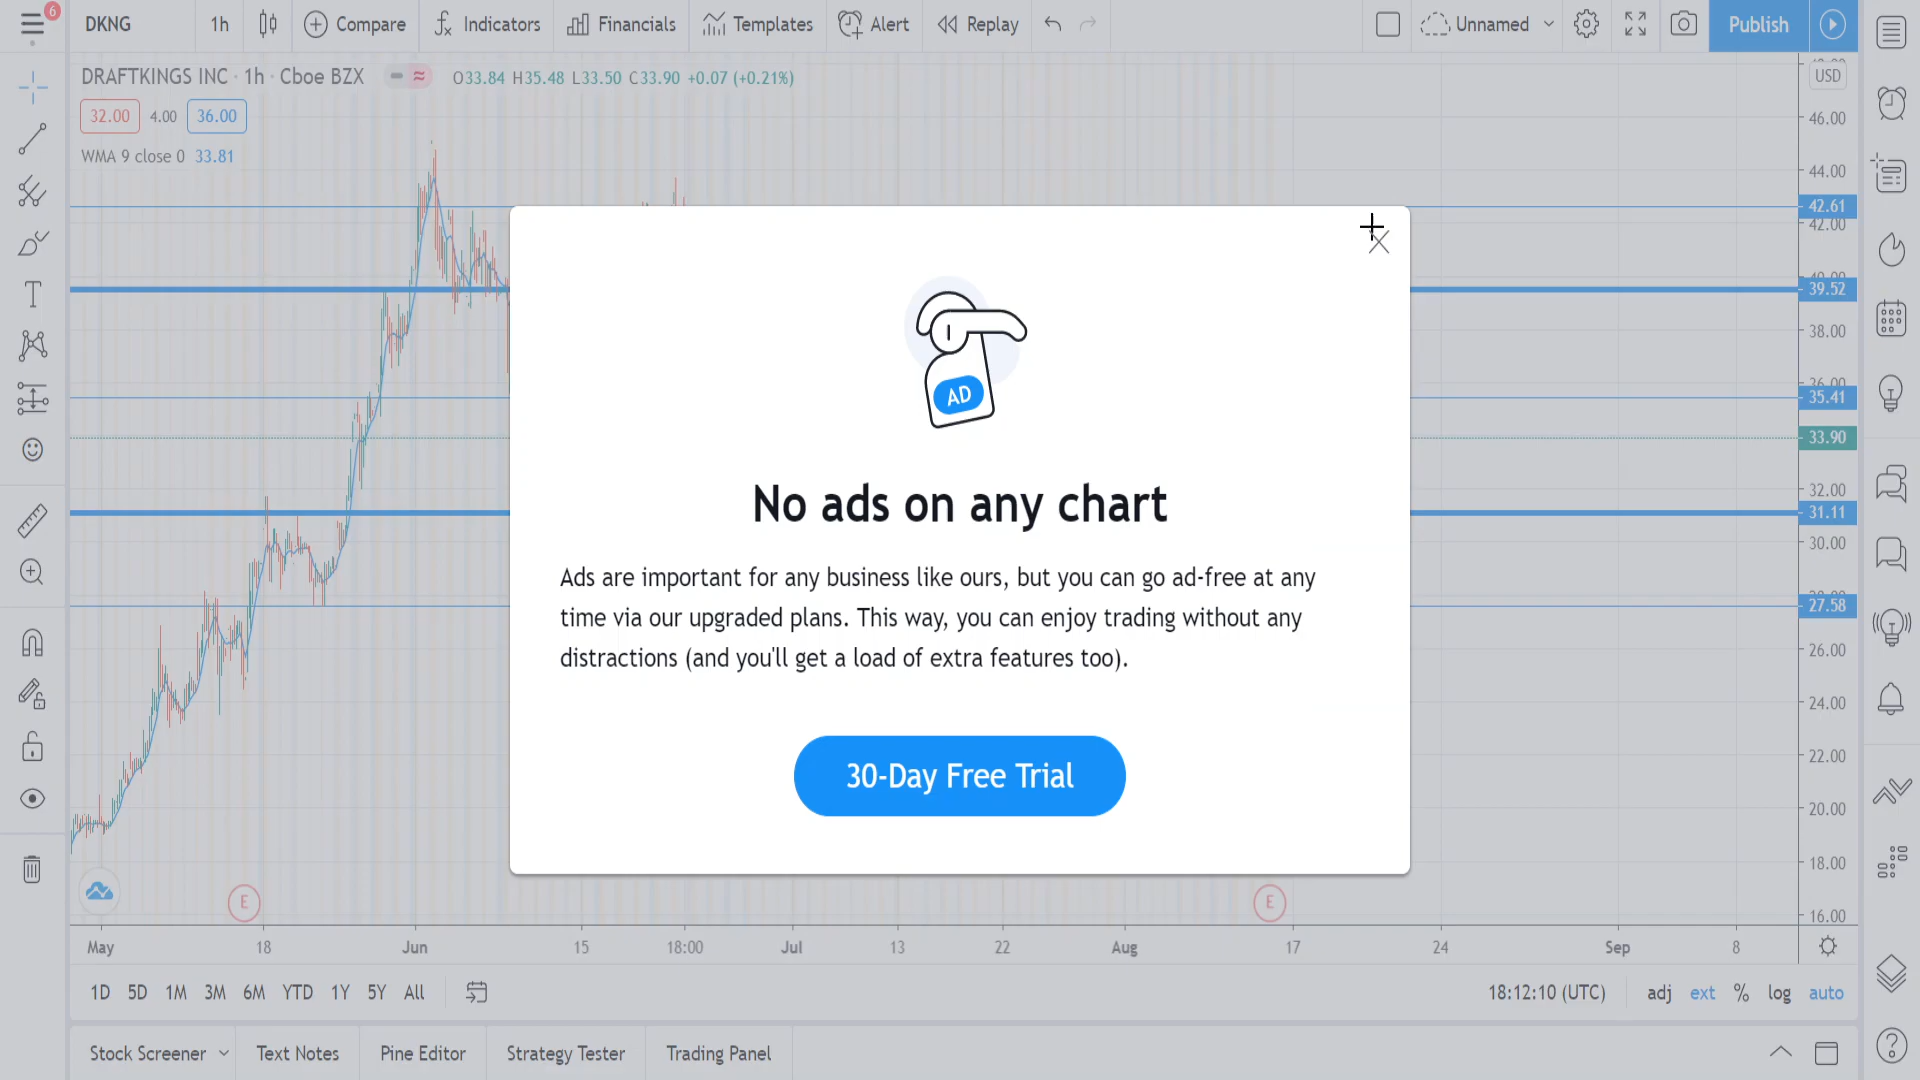 6
DKNG
1h
Compare
Indicators
Financials
Templates
Alert
Replay
Unnamed
Publish
DRAFTKINGS INC · 1h · Cboe BZX
O33.84 H35.48 L33.50 C33.90 +0.07 (+0.21%)
USD
32.00 4.00 36.00
WMA 9 close 0 33.81
46.00
44.00
42.61
42.00
40.00
39.52
38.00
36.00
35.41
33.90
32.00
31.11
30.00
27.58
26.00
24.00
22.00
20.00
18.00
16.00
AD
No ads on any chart
Ads are important for any business like ours, but you can go ad-free at any
time via our upgraded plans. This way, you can enjoy trading without any
distractions (and you'll get a load of extra features too).
30-Day Free Trial
E
E
May 18 Jun 15 18:00 Jul 13 22 Aug 17 24 Sep 8
1D 5D 1M 3M 6M YTD 1Y 5Y All
18:12:10 (UTC) adj ext % log auto
Stock Screener Text Notes Pine Editor Strategy Tester Trading Panel